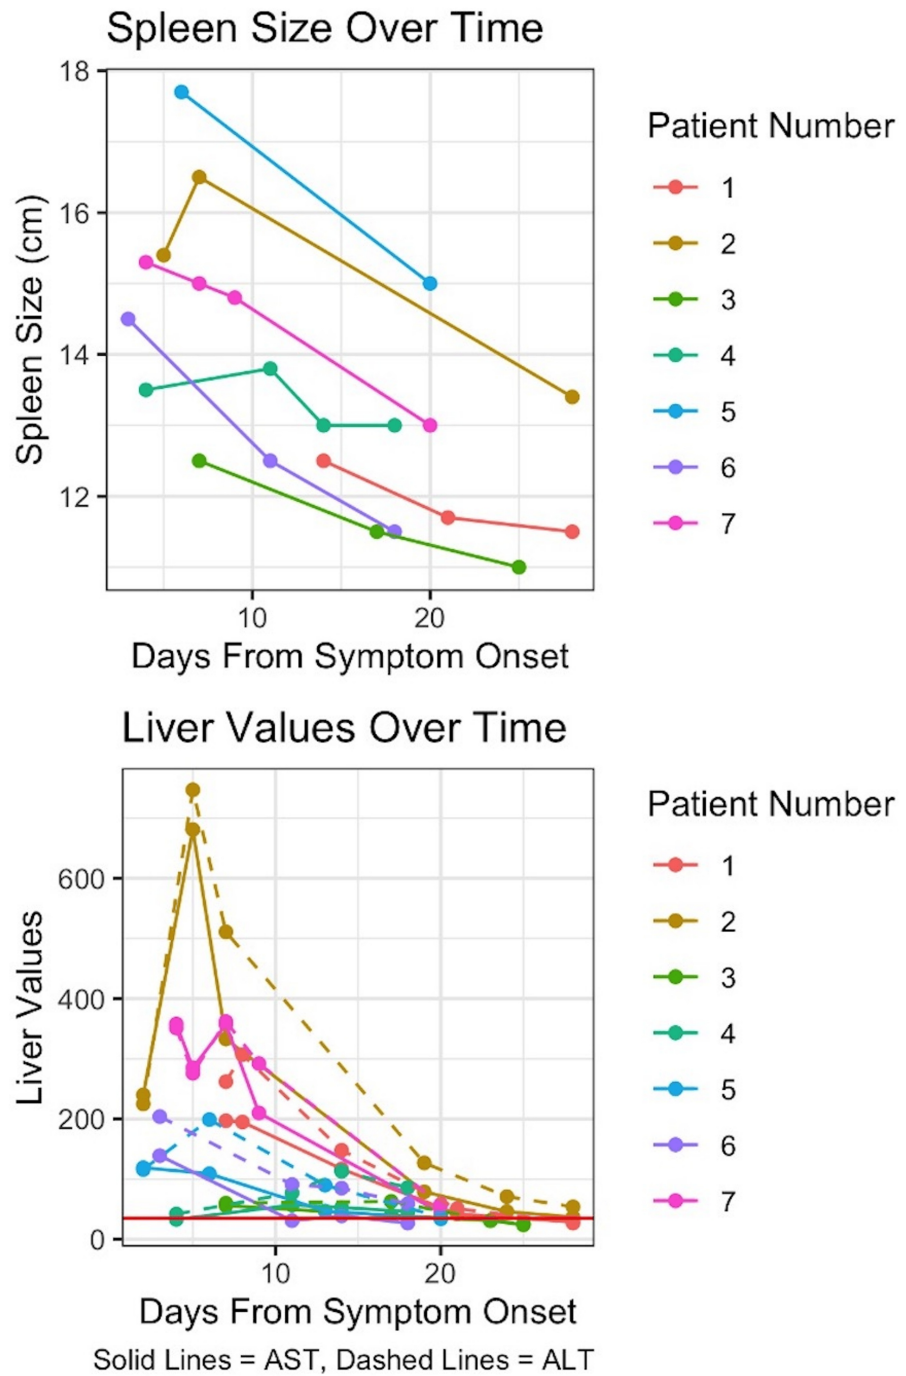 Spleen Size Over Time
18
16
14
12
Spleen Size (cm)
10
20
Days From Symptom Onset
Patient Number
1
2
3
4
5
6
7
Liver Values Over Time
600
400
200
0
Liver Values
10
20
Days From Symptom Onset
Solid Lines = AST, Dashed Lines = ALT
Patient Number
1
2
3
4
5
6
7